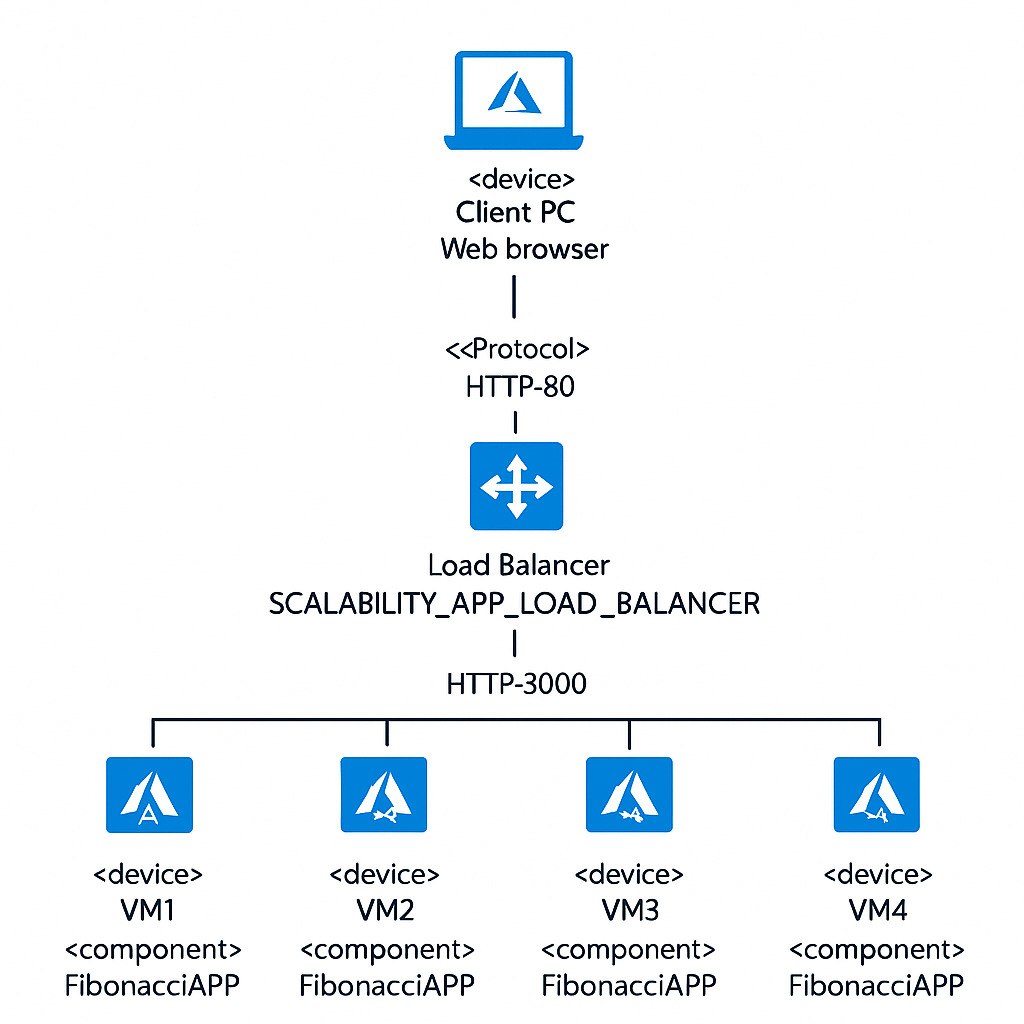 <device>
Client PC
Web browser
<<Protocol>
HTTP-80
Load Balancer
SCALABILITY_APP_LOAD_BALANCER
HTTP-3000
<device> <device> <device> <device>
VM1 VM2 VM3 VM4
<component> <component> <component> <component>
FibonacciAPP FibonacciAPP FibonacciAPP FibonacciAPP